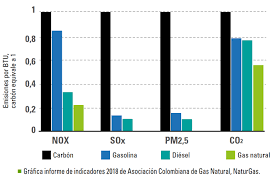 Emisiones por BTU,
carbón equivale a 1
1
0,8
0,6
0,4
0,2
0
NOX
SOx
PM2,5
CO2
Carbón
Gasolina
Diésel
Gas natural
Gráfica informe de indicadores 2018 de Asociación Colombiana de Gas Natural, NaturGas.